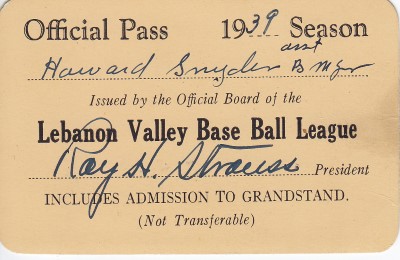 Official Pass 1939 Season
Howard Snyder asst B Mgr
Issued by the Official Board of the
Lebanon Valley Base Ball League
Ray H. Strauss President
INCLUDES ADMISSION TO GRANDSTAND.
(Not Transferable)